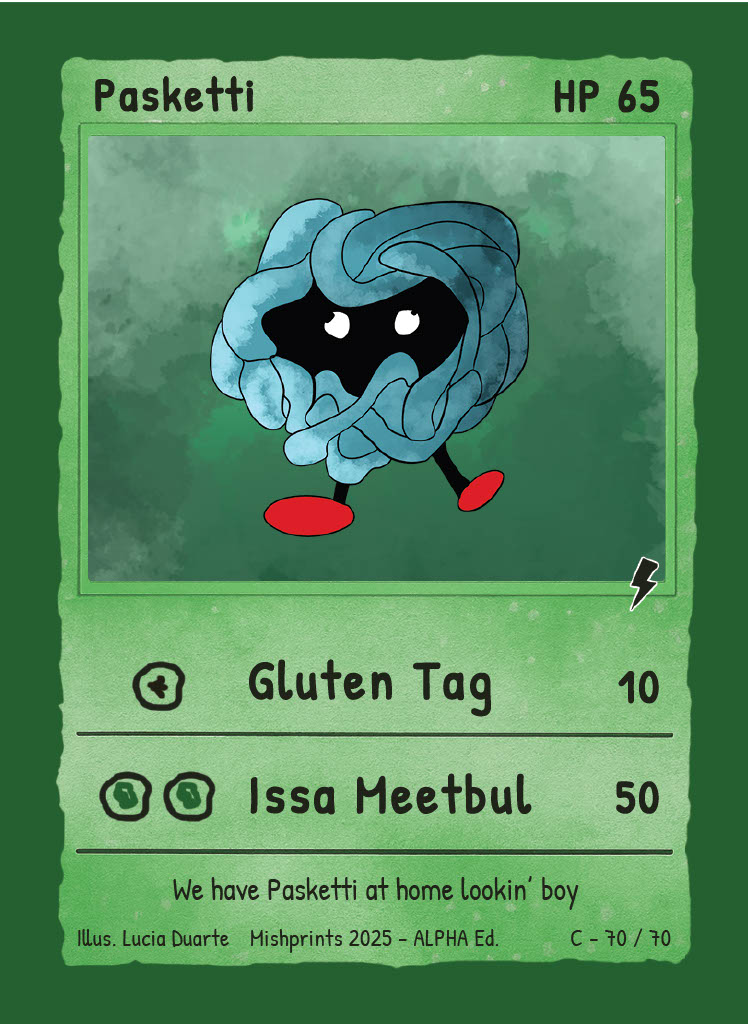 Pasketti HP 65
Gluten Tag 10
Issa Meetbul 50
We have Pasketti at home lookin' boy
Illus. Lucia Duarte Mishprints 2025 - ALPHA Ed. C - 70 / 70